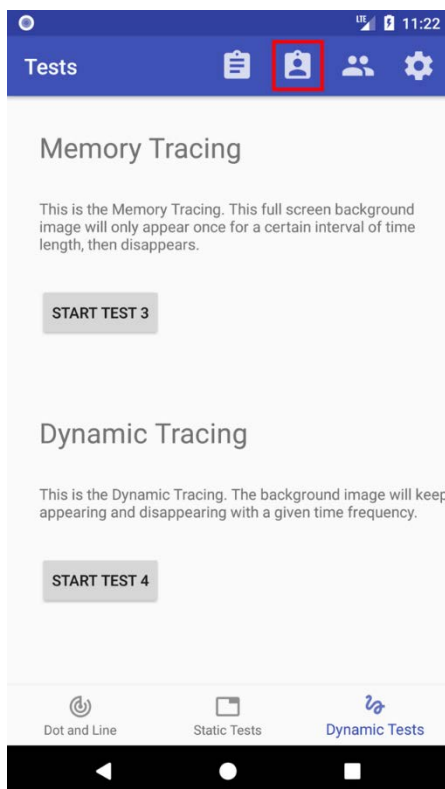 LTE 11:22
Tests
Memory Tracing
This is the Memory Tracing. This full screen background
image will only appear once for a certain interval of time
length, then disappears.
START TEST 3
Dynamic Tracing
This is the Dynamic Tracing. The background image will keep
appearing and disappearing with a given time frequency.
START TEST 4
Dot and Line Static Tests Dynamic Tests